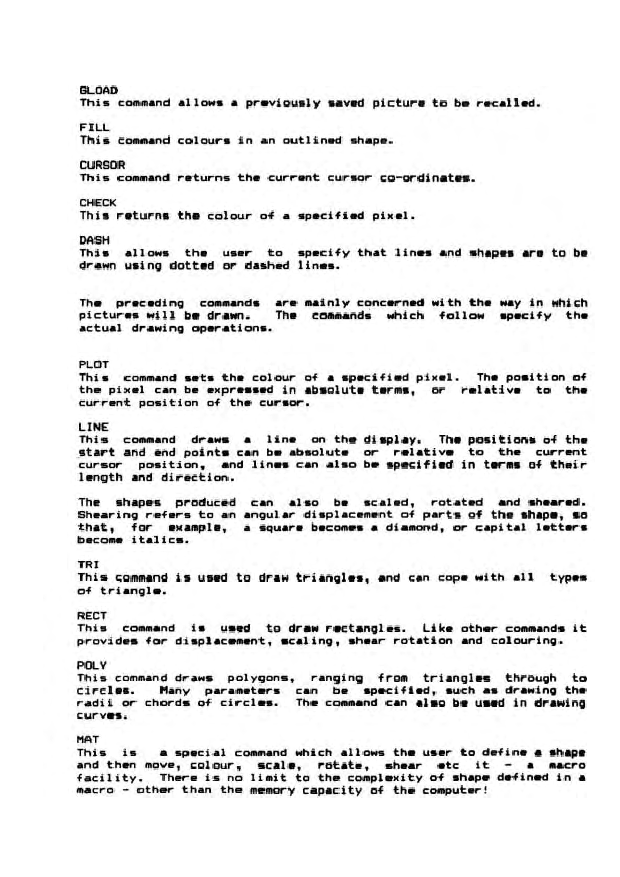 GLOAD
This command allows a previously saved picture to be recalled.
FILL
This command colours in an outlined shape.
CURSOR
This command returns the current cursor co-ordinates.
CHECK
This returns the colour of a specified pixel.
DASH
This allows the user to specify that lines and shapes are to be
drawn using dotted or dashed lines.
The preceding commands are mainly concerned with the way in which
pictures will be drawn. The commands which follow specify the
actual drawing operations.
PLOT
This command sets the colour of a specified pixel. The position of
the pixel can be expressed in absolute terms, or relative to the
current position of the cursor.
LINE
This command draws a line on the display. The positions of the
start and end points can be absolute or relative to the current
cursor position, and lines can also be specified in terms of their
length and direction.
The shapes produced can also be scaled, rotated and sheared.
Shearing refers to an angular displacement of parts of the shape, so
that, for example, a square becomes a diamond, or capital letters
become italics.
TRI
This command is used to draw triangles, and can cope with all types
of triangle.
RECT
This command is used to draw rectangles. Like other commands it
provides for displacement, scaling, shear rotation and colouring.
POLY
This command draws polygons, ranging from triangles through to
circles. Many parameters can be specified, such as drawing the
radii or chords of circles. The command can also be used in drawing
curves.
MAT
This is a special command which allows the user to define a shape
and then move, colour, scale, rotate, shear etc it - a macro
facility. There is no limit to the complexity of shape defined in a
macro - other than the memory capacity of the computer!